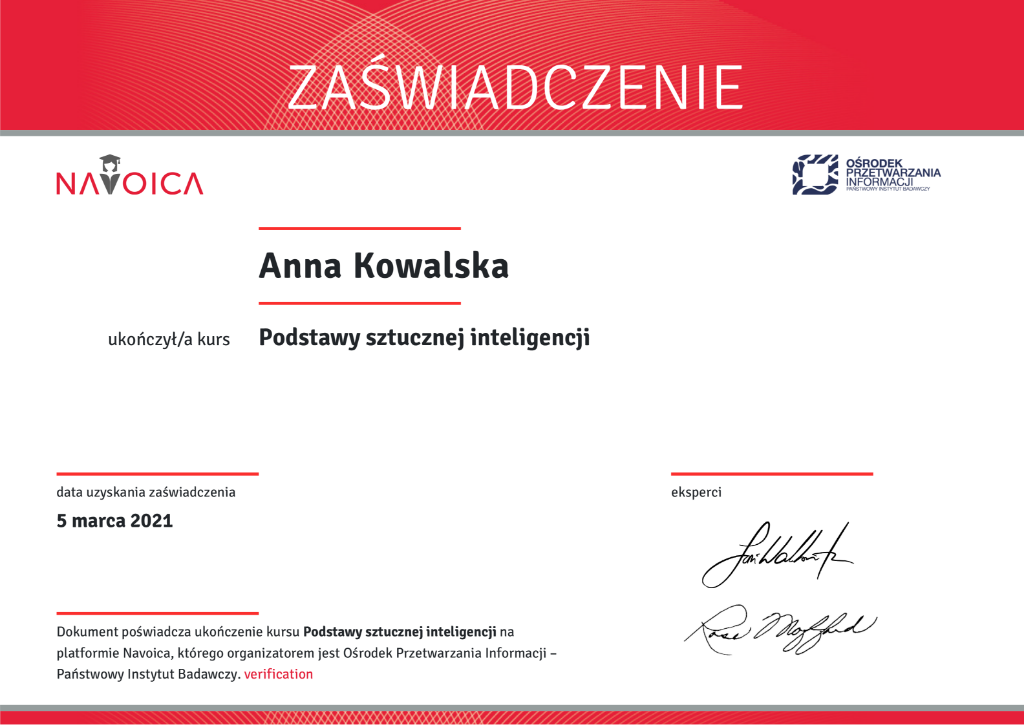 ZAŚWIADCZENIE
NAVOICA
OŚRODEK
PRZETWARZANIA
INFORMACJI
PAŃSTWOWY INSTYTUT BADAWCZY
Anna Kowalska
ukończył/a kurs Podstawy sztucznej inteligencji
data uzyskania zaświadczenia
5 marca 2021
eksperci
Rose Mofford
Dokument poświadcza ukończenie kursu Podstawy sztucznej inteligencji na
platformie Navoica, którego organizatorem jest Ośrodek Przetwarzania Informacji –
Państwowy Instytut Badawczy. verification